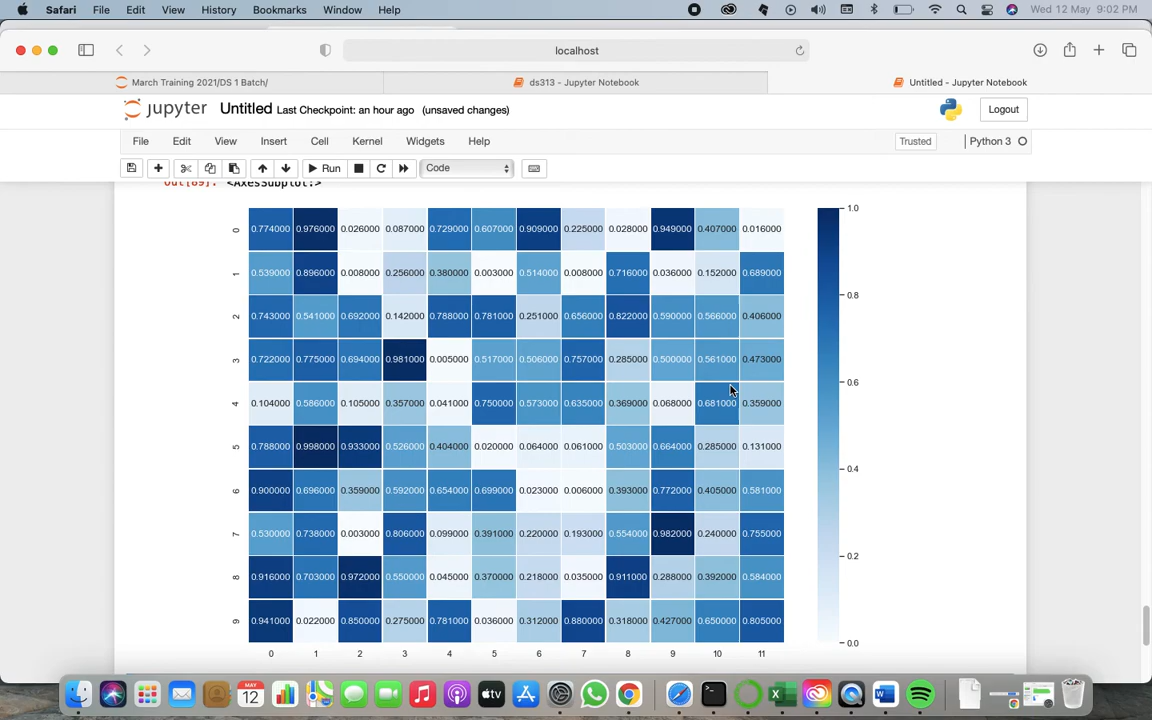 Safari File Edit View History Bookmarks Window Help Wed 12 May 9:02 PM
localhost
March Training 2021/DS 1 Batch/ ds313 - Jupyter Notebook Untitled - Jupyter Notebook
jupyter Untitled Last Checkpoint: an hour ago (unsaved changes) Logout
File Edit View Insert Cell Kernel Widgets Help Trusted Python 3
Run Code
Out[89]: <AxesSubplot:>
0 0.774000 0.976000 0.026000 0.087000 0.729000 0.607000 0.909000 0.225000 0.028000 0.949000 0.407000 0.016000 1.0
1 0.539000 0.896000 0.008000 0.256000 0.380000 0.003000 0.514000 0.008000 0.716000 0.036000 0.152000 0.689000
0.8
2 0.743000 0.541000 0.692000 0.142000 0.788000 0.781000 0.251000 0.656000 0.822000 0.590000 0.566000 0.406000
3 0.722000 0.775000 0.694000 0.981000 0.005000 0.517000 0.506000 0.757000 0.285000 0.500000 0.561000 0.473000
0.6
4 0.104000 0.586000 0.105000 0.357000 0.041000 0.750000 0.573000 0.635000 0.369000 0.068000 0.681000 0.359000
5 0.788000 0.998000 0.933000 0.526000 0.404000 0.020000 0.064000 0.061000 0.503000 0.664000 0.285000 0.131000
0.4
6 0.900000 0.696000 0.359000 0.592000 0.654000 0.699000 0.023000 0.006000 0.393000 0.772000 0.405000 0.581000
7 0.530000 0.738000 0.003000 0.806000 0.099000 0.391000 0.220000 0.193000 0.554000 0.982000 0.240000 0.755000
0.2
8 0.916000 0.703000 0.972000 0.550000 0.045000 0.370000 0.218000 0.035000 0.911000 0.288000 0.392000 0.584000
9 0.941000 0.022000 0.850000 0.275000 0.781000 0.036000 0.312000 0.880000 0.318000 0.427000 0.650000 0.805000
0.0
0 1 2 3 4 5 6 7 8 9 10 11
MAY
12
tv